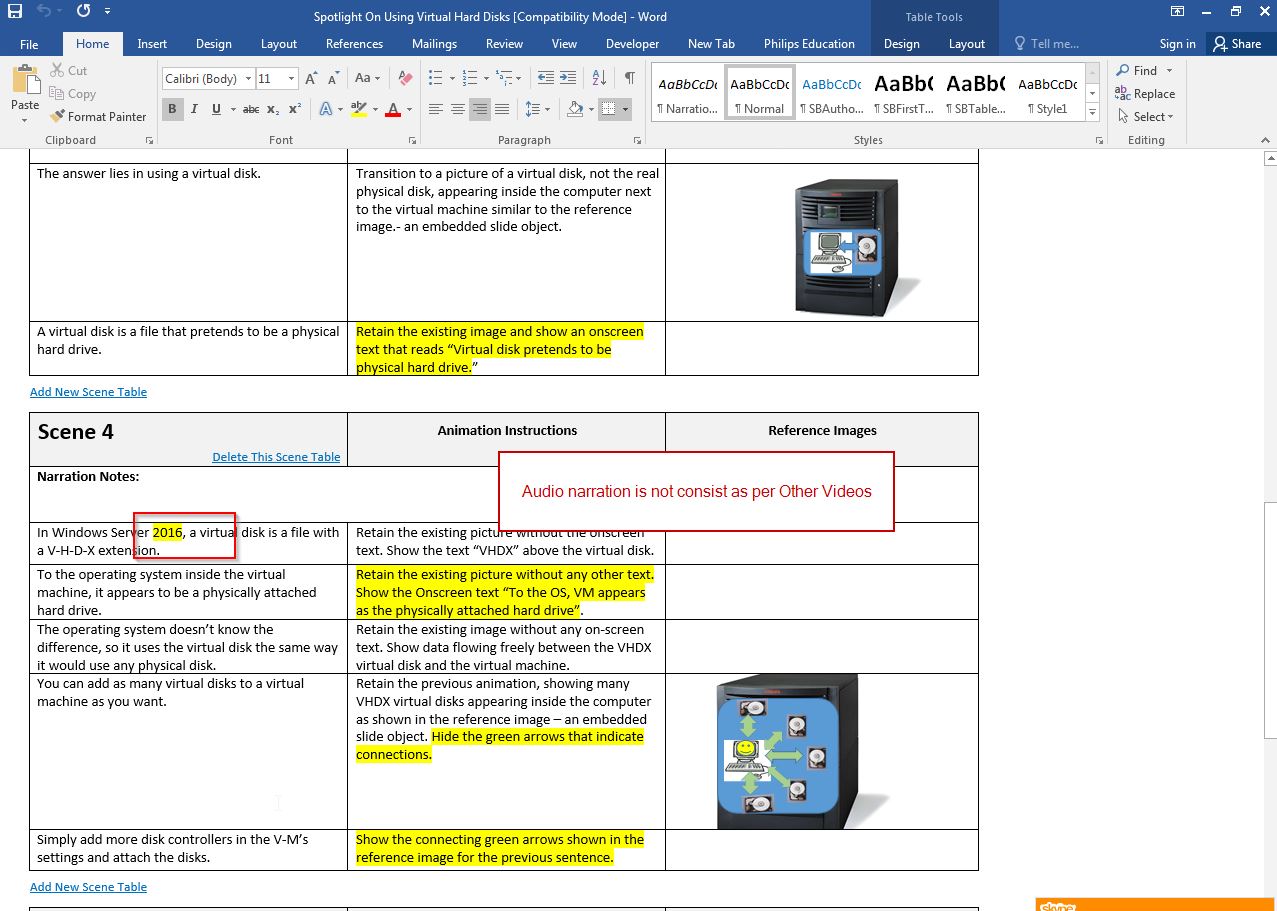 Spotlight On Using Virtual Hard Disks [Compatibility Mode] - Word
Table Tools
File Home Insert Design Layout References Mailings Review View Developer New Tab Philips Education Design Layout Tell me... Sign in Share
Paste
Cut
Copy
Format Painter
Clipboard
Calibri (Body) 11
Font
Paragraph
AaBbCcDc AaBbCcDc AaBbCcDc AaBb( AaBb( AaBbCcDc
¶ Narratio... ¶ Normal ¶ SBAutho... ¶ SBFirstT... ¶ SBTable... ¶ Style1
Styles
Find
Replace
Select
Editing
The answer lies in using a virtual disk.
Transition to a picture of a virtual disk, not the real
physical disk, appearing inside the computer next
to the virtual machine similar to the reference
image.- an embedded slide object.
A virtual disk is a file that pretends to be a physical
hard drive.
Retain the existing image and show an onscreen
text that reads “Virtual disk pretends to be
physical hard drive.”
Add New Scene Table
Scene 4
Delete This Scene Table
Animation Instructions
Reference Images
Narration Notes:
Audio narration is not consist as per Other Videos
In Windows Server 2016, a virtual disk is a file with
a V-H-D-X extension.
Retain the existing picture without the onscreen
text. Show the text “VHDX” above the virtual disk.
To the operating system inside the virtual
machine, it appears to be a physically attached
hard drive.
Retain the existing picture without any other text.
Show the Onscreen text “To the OS, VM appears
as the physically attached hard drive”.
The operating system doesn’t know the
difference, so it uses the virtual disk the same way
it would use any physical disk.
Retain the existing image without any on-screen
text. Show data flowing freely between the VHDX
virtual disk and the virtual machine.
You can add as many virtual disks to a virtual
machine as you want.
Retain the previous animation, showing many
VHDX virtual disks appearing inside the computer
as shown in the reference image – an embedded
slide object. Hide the green arrows that indicate
connections.
Simply add more disk controllers in the V-M’s
settings and attach the disks.
Show the connecting green arrows shown in the
reference image for the previous sentence.
Add New Scene Table
skype